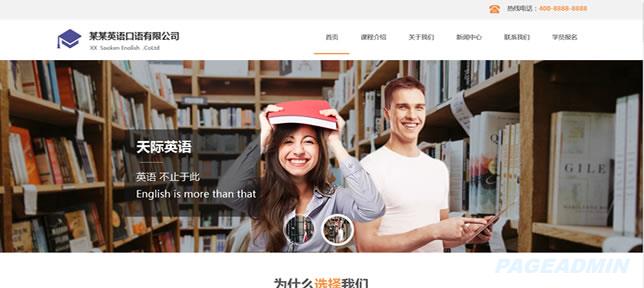 热线电话：400-8888-8888
某某英语口语有限公司
XX Spoken English ,CoLtd
首页 课程介绍 关于我们 新闻中心 联系我们 学员报名
天际英语
英语 不止于此
English is more than that
GILE
PAGEADMIN
为什么选择我们